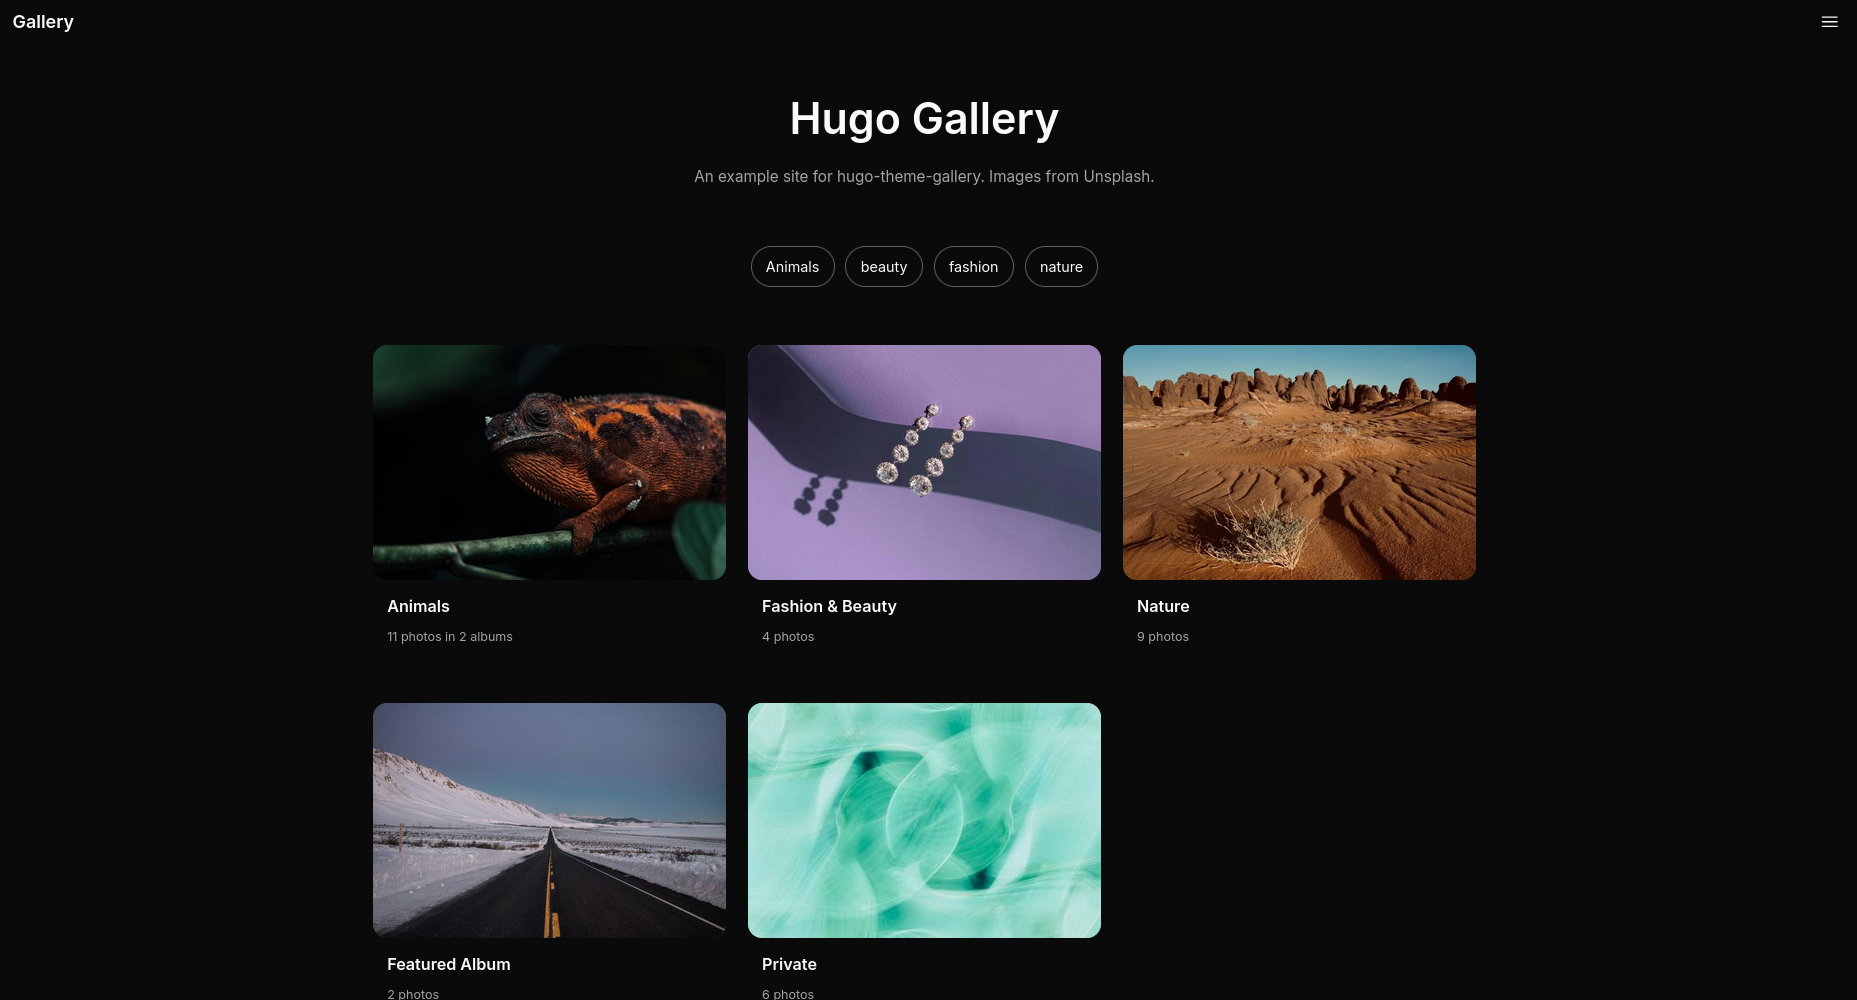 Gallery
Hugo Gallery
An example site for hugo-theme-gallery. Images from Unsplash.
Animals
beauty
fashion
nature
Animals
11 photos in 2 albums
Fashion & Beauty
4 photos
Nature
9 photos
Featured Album
2 photos
Private
6 photos